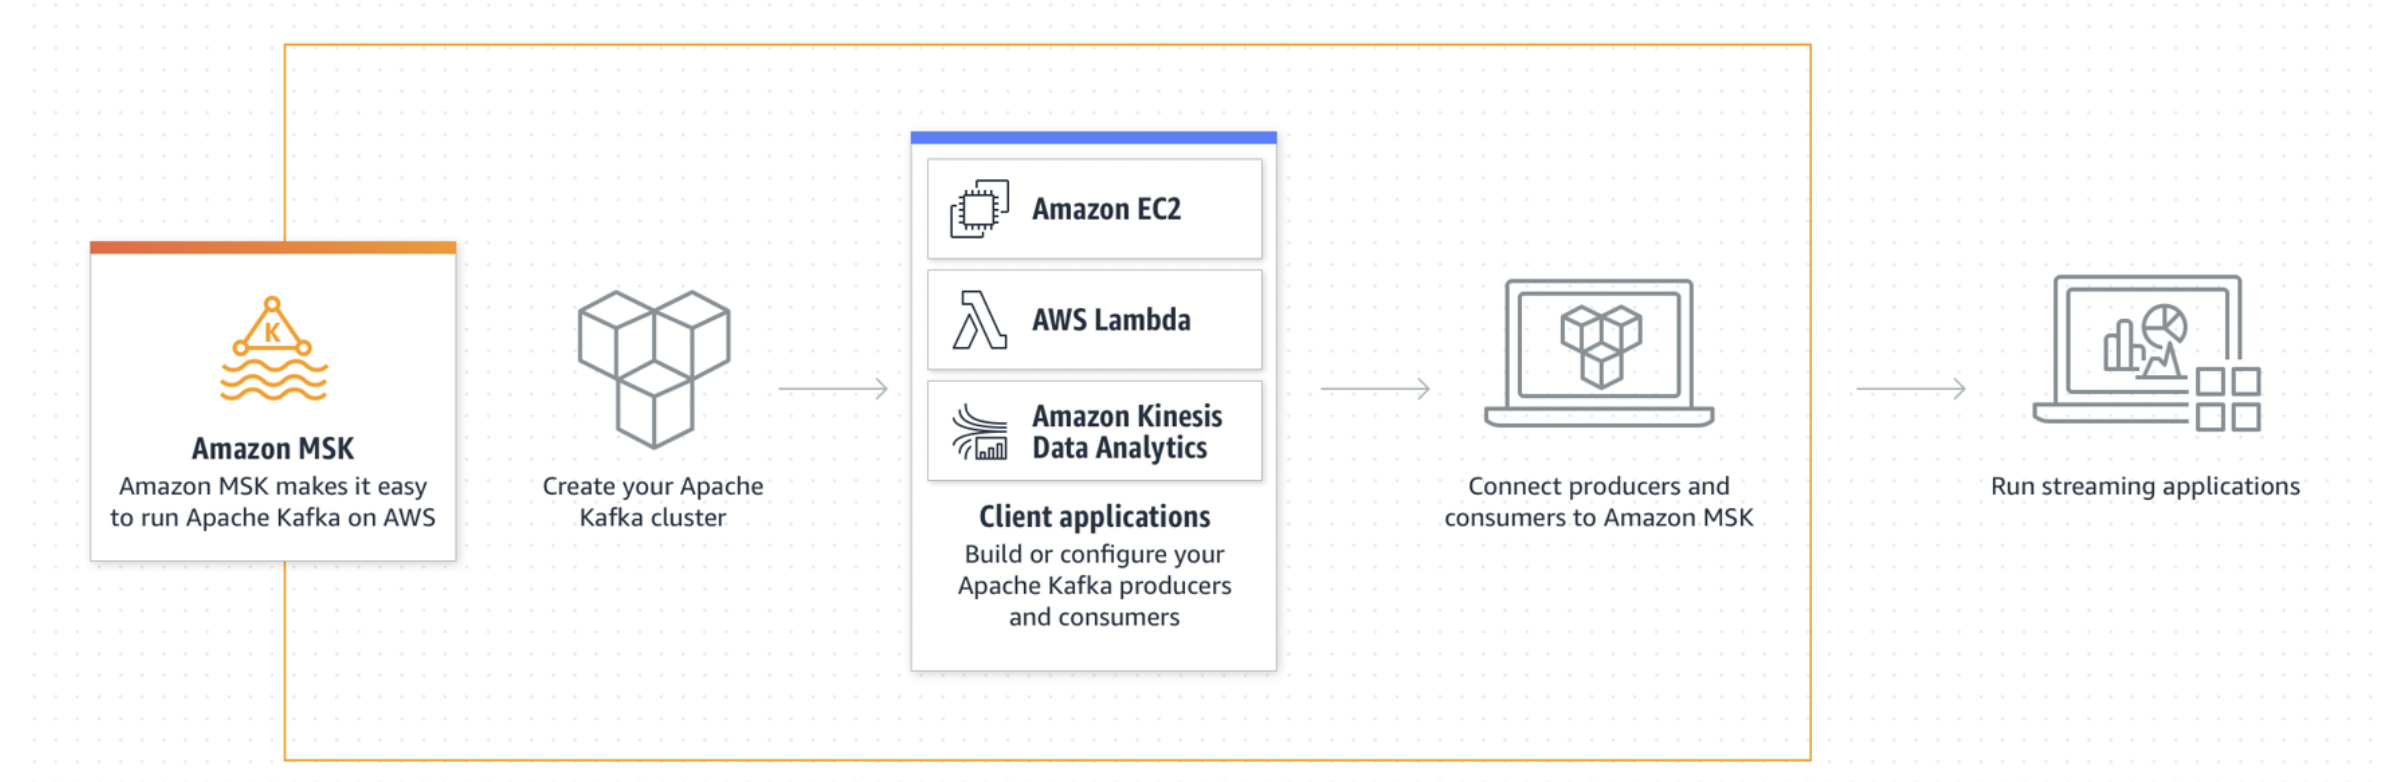 K
Amazon MSK
Amazon MSK makes it easy
to run Apache Kafka on AWS
Create your Apache
Kafka cluster
Amazon EC2
AWS Lambda
Amazon Kinesis
Data Analytics
Client applications
Build or configure your
Apache Kafka producers
and consumers
Connect producers and
consumers to Amazon MSK
Run streaming applications